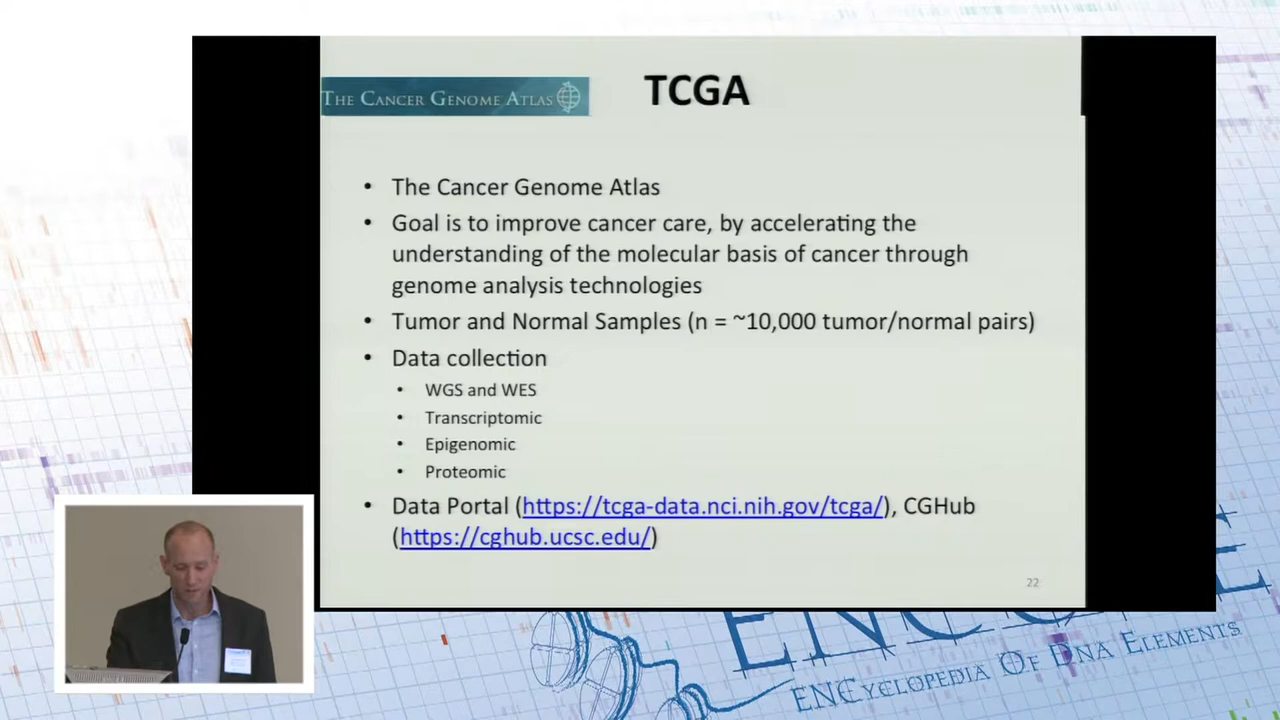 THE CANCER GENOME ATLAS
TCGA
• The Cancer Genome Atlas
• Goal is to improve cancer care, by accelerating the
understanding of the molecular basis of cancer through
genome analysis technologies
• Tumor and Normal Samples (n = ~10,000 tumor/normal pairs)
• Data collection
• WGS and WES
• Transcriptomic
• Epigenomic
• Proteomic
• Data Portal (https://tcga-data.nci.nih.gov/tcga/), CGHub
(https://cghub.ucsc.edu/)
22
ENCODE
ENCYCLOPEDIA OF DNA ELEMENTS